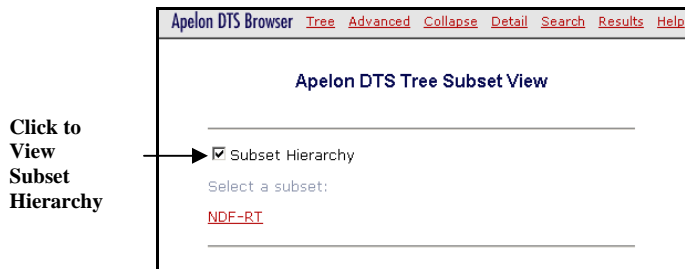 Apelon DTS Browser Tree Advanced Collapse Detail Search Results Help
Apelon DTS Tree Subset View
Click to
View
Subset
Hierarchy
Subset Hierarchy
Select a subset:
NDF-RT